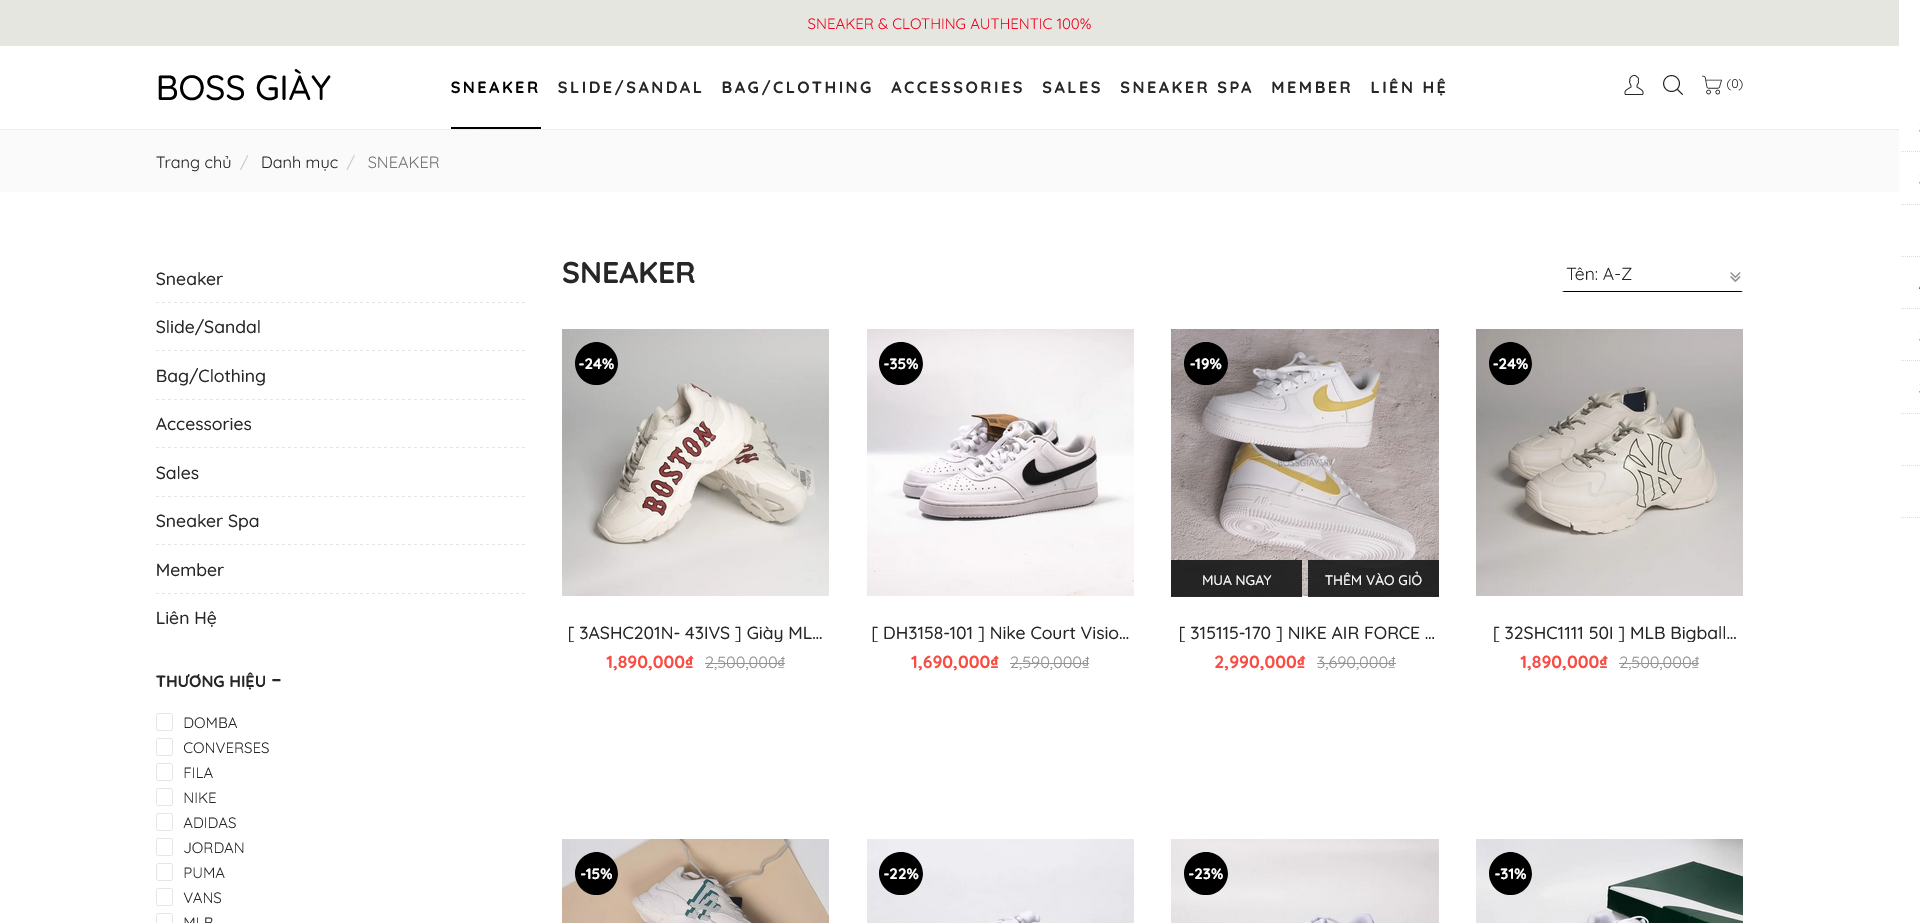 SNEAKER & CLOTHING AUTHENTIC 100%
BOSS GIÀY
SNEAKER SLIDE/SANDAL BAG/CLOTHING ACCESSORIES SALES SNEAKER SPA MEMBER LIÊN HỆ
(0)
Trang chủ / Danh mục / SNEAKER
Sneaker
Slide/Sandal
Bag/Clothing
Accessories
Sales
Sneaker Spa
Member
Liên Hệ
THƯƠNG HIỆU −
DOMBA
CONVERSES
FILA
NIKE
ADIDAS
JORDAN
PUMA
VANS
MLB
SNEAKER
Tên: A-Z
-24%
BOSTON
-35%
-19%
BOSSGIAY
MUA NGAY
THÊM VÀO GIỎ
-24%
NY
[ 3ASHC201N- 43IVS ] Giày ML...
1,890,000₫ 2,500,000₫
[ DH3158-101 ] Nike Court Visio...
1,690,000₫ 2,590,000₫
[ 315115-170 ] NIKE AIR FORCE ...
2,990,000₫ 3,690,000₫
[ 32SHC1111 50I ] MLB Bigball...
1,890,000₫ 2,500,000₫
-15%
-22%
-23%
-31%